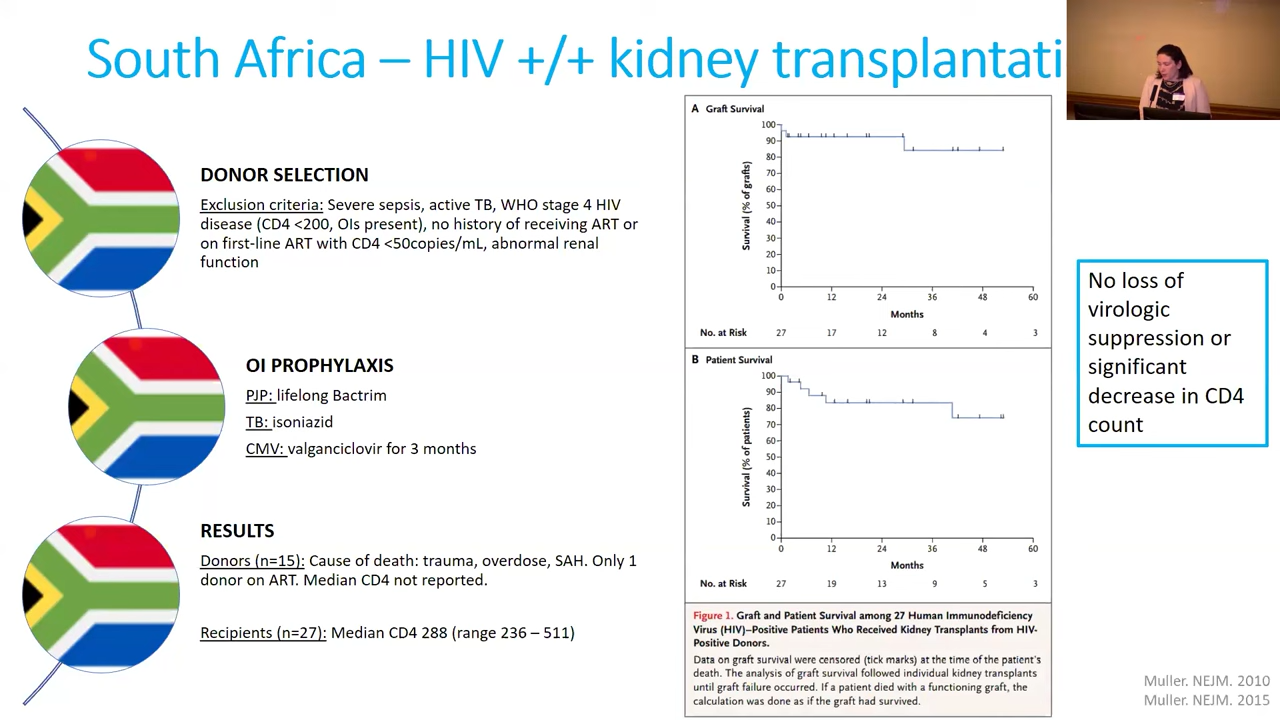 South Africa – HIV +/+ kidney transplantati
DONOR SELECTION
Exclusion criteria: Severe sepsis, active TB, WHO stage 4 HIV
disease (CD4 <200, OIs present), no history of receiving ART or
on first-line ART with CD4 <50copies/mL, abnormal renal
function
OI PROPHYLAXIS
PJP: lifelong Bactrim
TB: isoniazid
CMV: valganciclovir for 3 months
RESULTS
Donors (n=15): Cause of death: trauma, overdose, SAH. Only 1
donor on ART. Median CD4 not reported.
Recipients (n=27): Median CD4 288 (range 236 – 511)
A Graft Survival
Survival (% of grafts)
100
90
80
70
60
50
40
30
20
10
0
0 12 24 36 48 60
Months
No. at Risk 27 17 12 8 4 3
B Patient Survival
Survival (% of patients)
100
90
80
70
60
50
40
30
20
10
0
0 12 24 36 48 60
Months
No. at Risk 27 19 13 9 5 3
Figure 1. Graft and Patient Survival among 27 Human Immunodeficiency
Virus (HIV)–Positive Patients Who Received Kidney Transplants from HIV-
Positive Donors.
Data on graft survival were censored (tick marks) at the time of the patient's
death. The analysis of graft survival followed individual kidney transplants
until graft failure occurred. If a patient died with a functioning graft, the
calculation was done as if the graft had survived.
No loss of
virologic
suppression or
significant
decrease in CD4
count
Muller. NEJM. 2010
Muller. NEJM. 2015